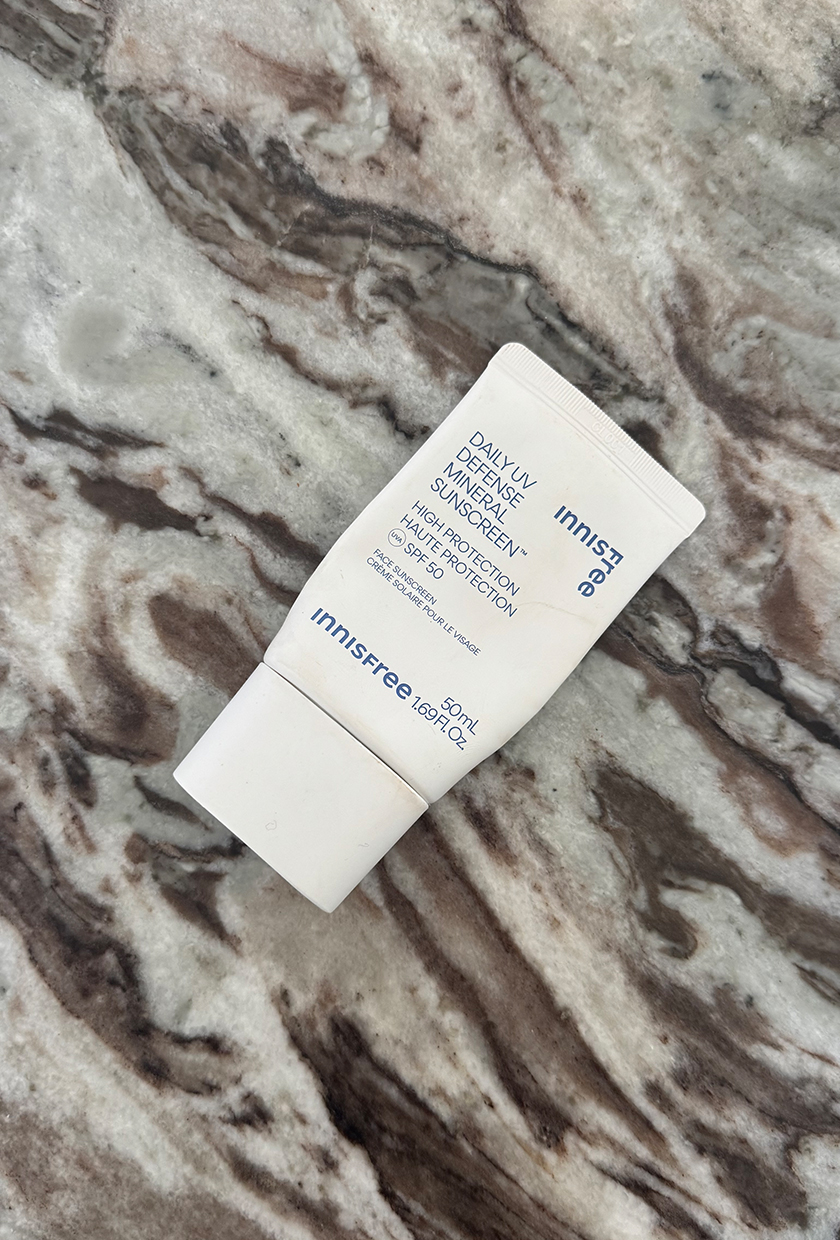 DAILY UV
DEFENSE
MINERAL
SUNSCREEN™
HIGH PROTECTION
HAUTE PROTECTION
UVA SPF 50
FACE SUNSCREEN
CRÈME SOLAIRE POUR LE VISAGE
INNISFree
INNISFree
50mL
1.69Fl.Oz.